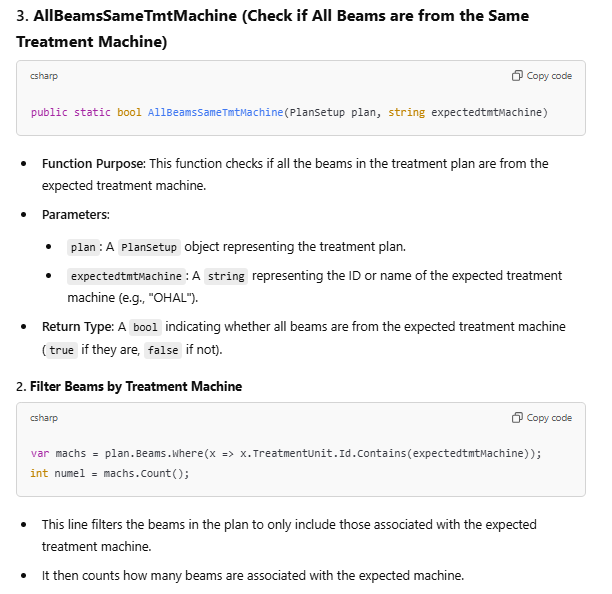 3. AllBeamsSameTmtMachine (Check if All Beams are from the Same
Treatment Machine)
csharp
Copy code
public static bool AllBeamsSameTmtMachine(PlanSetup plan, string expectedtmtMachine)
• Function Purpose: This function checks if all the beams in the treatment plan are from the
expected treatment machine.
• Parameters:
• plan: A PlanSetup object representing the treatment plan.
• expectedtmtMachine: A string representing the ID or name of the expected treatment
machine (e.g., "OHAL").
• Return Type: A bool indicating whether all beams are from the expected treatment machine
(true if they are, false if not).
2. Filter Beams by Treatment Machine
csharp
Copy code
var machs = plan.Beams.Where(x => x.TreatmentUnit.Id.Contains(expectedtmtMachine));
int numel = machs.Count();
• This line filters the beams in the plan to only include those associated with the expected
treatment machine.
• It then counts how many beams are associated with the expected machine.